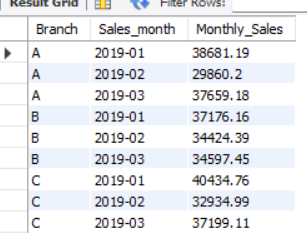 Result Grid Filter Rows:
Branch Sales_month Monthly_Sales
A 2019-01 38681.19
A 2019-02 29860.2
A 2019-03 37659.18
B 2019-01 37176.16
B 2019-02 34424.39
B 2019-03 34597.45
C 2019-01 40434.76
C 2019-02 32934.99
C 2019-03 37199.11